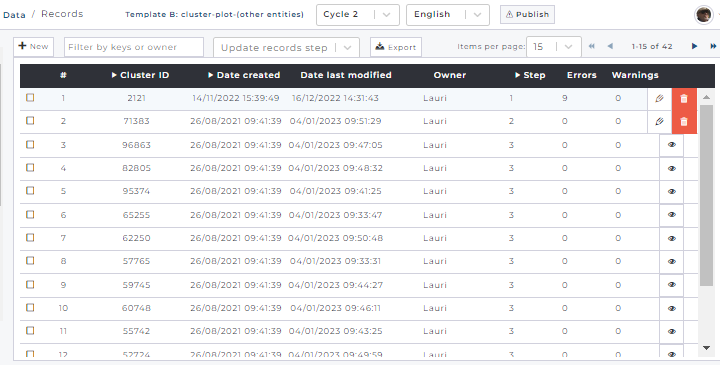 Data / Records Template B: cluster-plot-(other entities) Cycle 2 English Publish
New Filter by keys or owner Update records step Export Items per page: 15 1-15 of 42
# Cluster ID Date created Date last modified Owner Step Errors Warnings
1 2121 14/11/2022 15:39:49 16/12/2022 14:31:43 Lauri 1 9 0
2 71383 26/08/2021 09:41:39 04/01/2023 09:51:29 Lauri 2 0 0
3 96863 26/08/2021 09:41:39 04/01/2023 09:47:05 Lauri 3 0 0
4 82805 26/08/2021 09:41:39 04/01/2023 09:48:32 Lauri 3 0 0
5 95374 26/08/2021 09:41:39 04/01/2023 09:41:25 Lauri 3 0 0
6 65255 26/08/2021 09:41:39 04/01/2023 09:33:47 Lauri 3 0 0
7 62250 26/08/2021 09:41:39 04/01/2023 09:50:48 Lauri 3 0 0
8 57765 26/08/2021 09:41:39 04/01/2023 09:33:31 Lauri 3 0 0
9 59745 26/08/2021 09:41:39 04/01/2023 09:44:27 Lauri 3 0 0
10 60748 26/08/2021 09:41:39 04/01/2023 09:46:11 Lauri 3 0 0
11 55742 26/08/2021 09:41:39 04/01/2023 09:43:25 Lauri 3 0 0
12 52724 26/08/2021 09:41:39 04/01/2023 09:49:59 Lauri 3 0 0